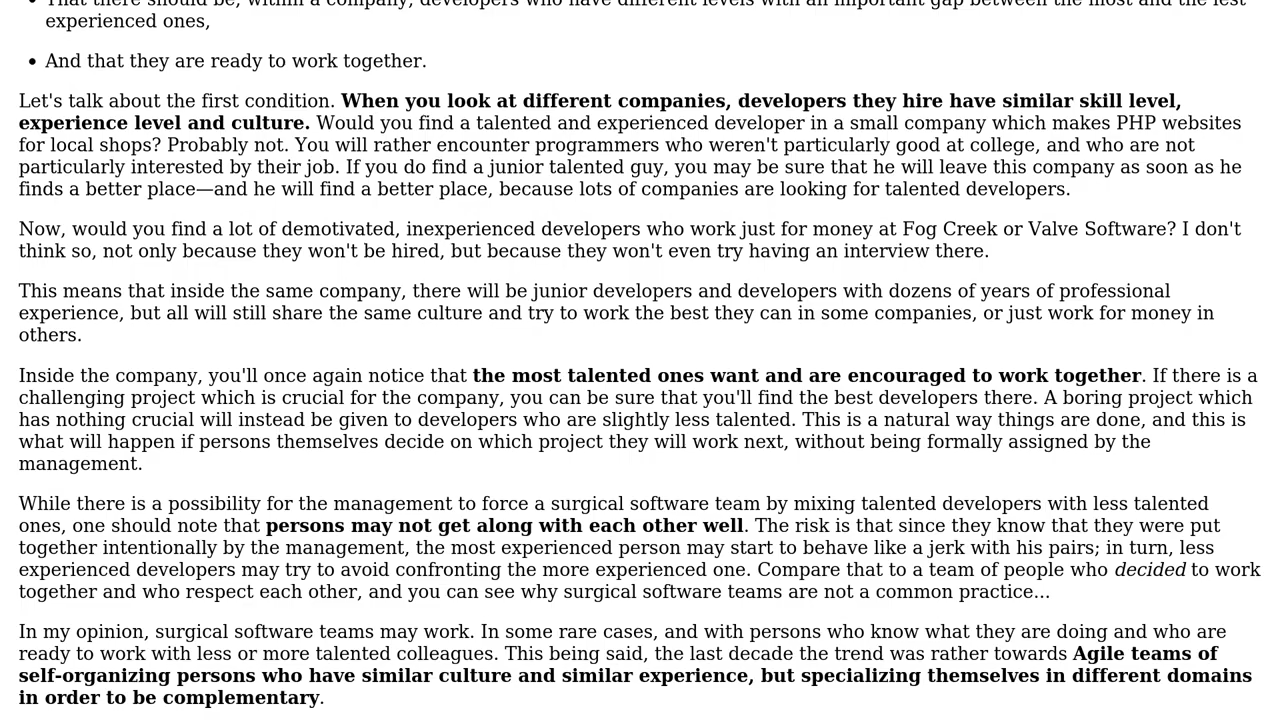 That there should be, within a company, developers who have different levels with an important gap between the most and the lest
experienced ones,
And that they are ready to work together.
Let's talk about the first condition. When you look at different companies, developers they hire have similar skill level,
experience level and culture. Would you find a talented and experienced developer in a small company which makes PHP websites
for local shops? Probably not. You will rather encounter programmers who weren't particularly good at college, and who are not
particularly interested by their job. If you do find a junior talented guy, you may be sure that he will leave this company as soon as he
finds a better place—and he will find a better place, because lots of companies are looking for talented developers.
Now, would you find a lot of demotivated, inexperienced developers who work just for money at Fog Creek or Valve Software? I don't
think so, not only because they won't be hired, but because they won't even try having an interview there.
This means that inside the same company, there will be junior developers and developers with dozens of years of professional
experience, but all will still share the same culture and try to work the best they can in some companies, or just work for money in
others.
Inside the company, you'll once again notice that the most talented ones want and are encouraged to work together. If there is a
challenging project which is crucial for the company, you can be sure that you'll find the best developers there. A boring project which
has nothing crucial will instead be given to developers who are slightly less talented. This is a natural way things are done, and this is
what will happen if persons themselves decide on which project they will work next, without being formally assigned by the
management.
While there is a possibility for the management to force a surgical software team by mixing talented developers with less talented
ones, one should note that persons may not get along with each other well. The risk is that since they know that they were put
together intentionally by the management, the most experienced person may start to behave like a jerk with his pairs; in turn, less
experienced developers may try to avoid confronting the more experienced one. Compare that to a team of people who decided to work
together and who respect each other, and you can see why surgical software teams are not a common practice...
In my opinion, surgical software teams may work. In some rare cases, and with persons who know what they are doing and who are
ready to work with less or more talented colleagues. This being said, the last decade the trend was rather towards Agile teams of
self-organizing persons who have similar culture and similar experience, but specializing themselves in different domains
in order to be complementary.